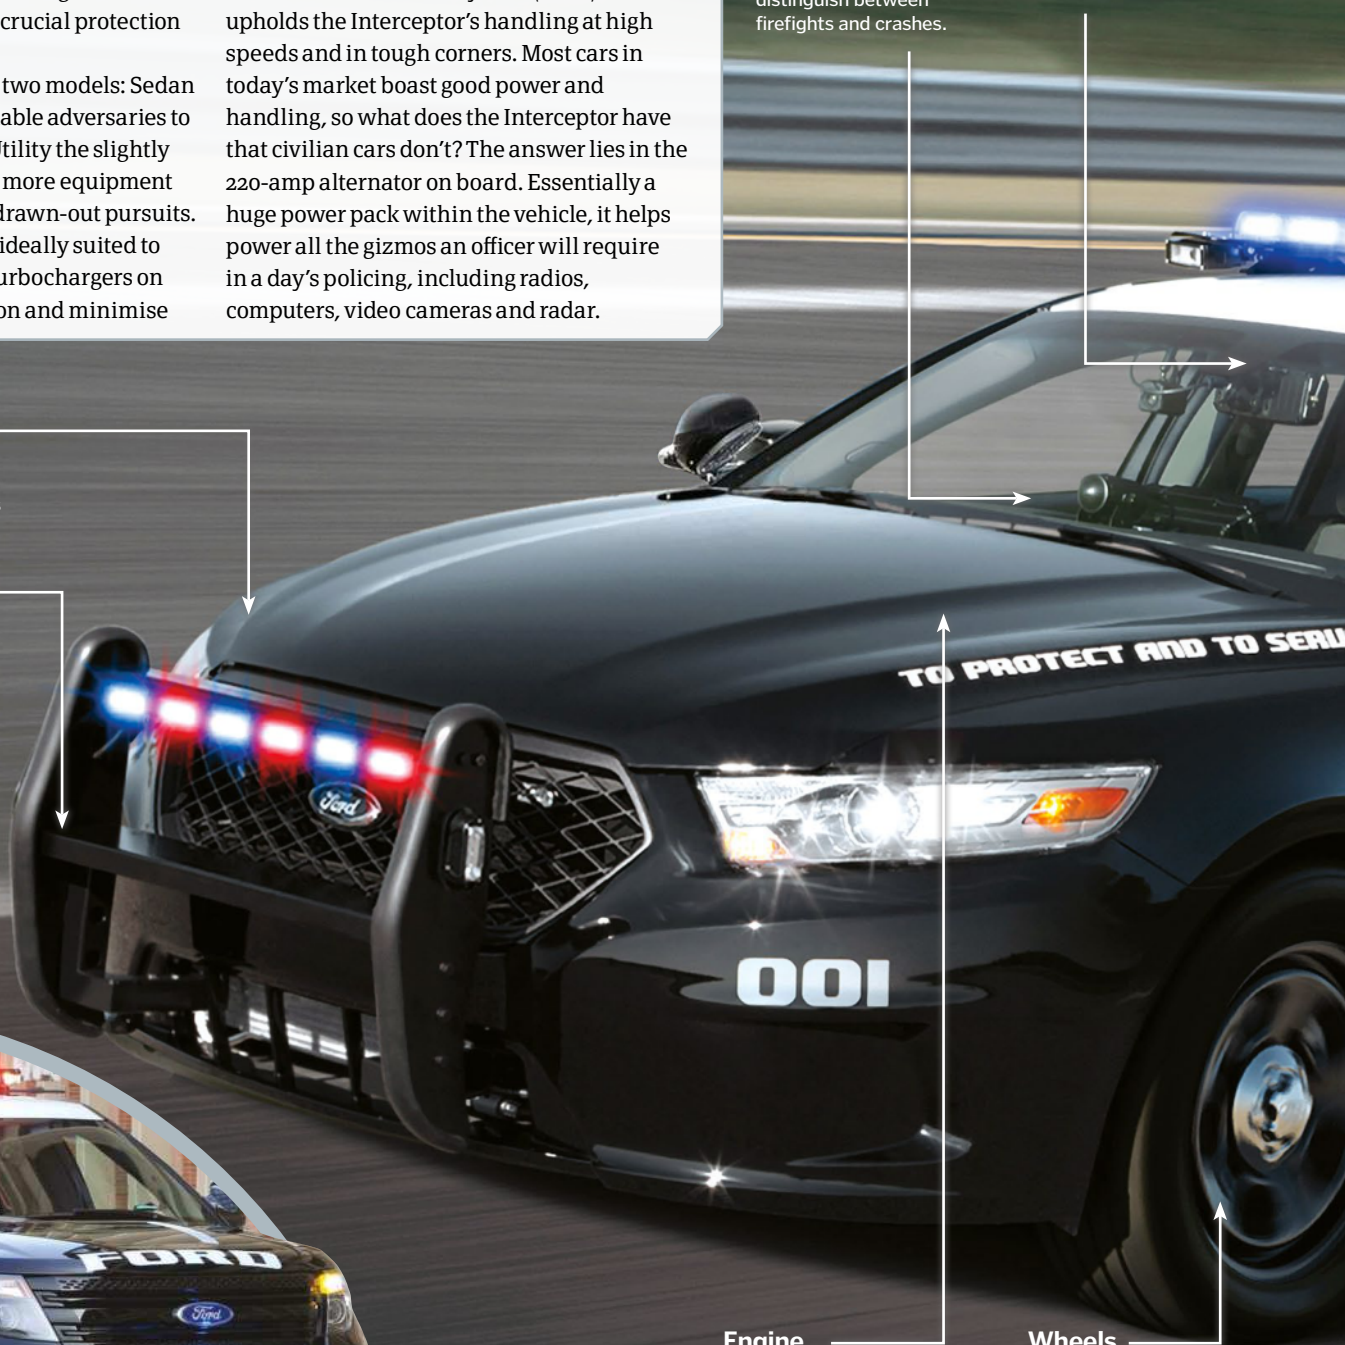 crucial protection
two models: Sedan
able adversaries to
tility the slightly
more equipment
drawn-out pursuits.
ideally suited to
urbochargers on
on and minimise
upholds the Interceptor's handling at high
speeds and in tough corners. Most cars in
today's market boast good power and
handling, so what does the Interceptor have
that civilian cars don't? The answer lies in the
220-amp alternator on board. Essentially a
huge power pack within the vehicle, it helps
power all the gizmos an officer will require
in a day's policing, including radios,
computers, video cameras and radar.
distinguish between
firefights and crashes.
TO PROTECT AND TO SERV
Ford
001
FORD
Ford
Engine
Wheels